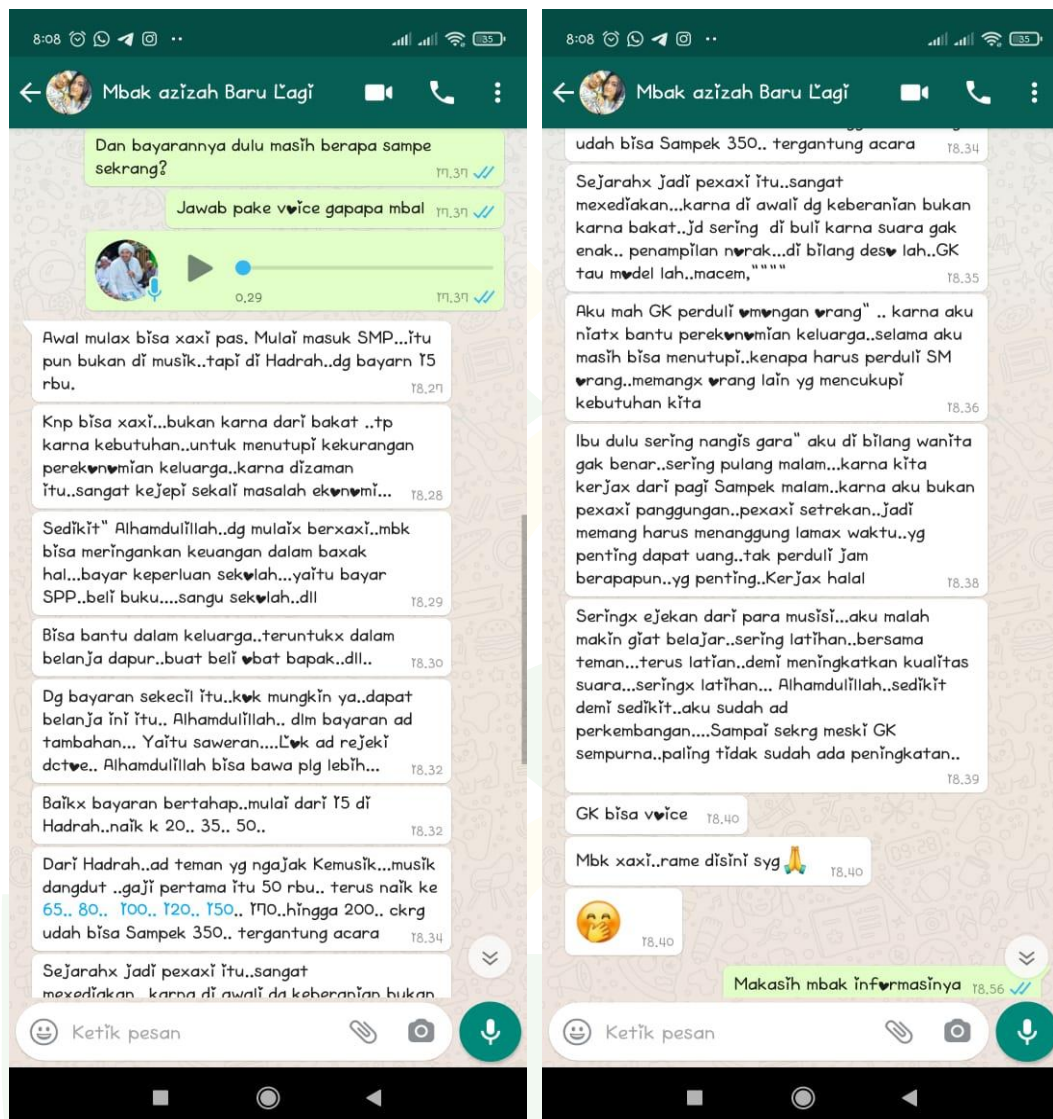 8:08
35
Mbak azizah Baru Lagi
Dan bayarannya dulu masih berapa sampe
sekrang?
17.37
Jawab pake voice gapapa mbal 17.37
0,29
17.37
Awal mulax bisa xaxi pas. Mulai masuk SMP...itu
pun bukan di musik..tapi di Hadrah..dg bayarn 15
rbu.
18.27
Knp bisa xaxi...bukan karna dari bakat ..tp
karna kebutuhan..untuk menutupi kekurangan
perekonomian keluarga..karna dizaman
itu..sangat kejepi sekali masalah ekonomi... 18.28
Sedikit" Alhamdulillah..dg mulaix berxaxi..mbk
bisa meringankan keuangan dalam baxak
hal...bayar keperluan sekolah...yaitu bayar
SPP..beli buku....sangu sekolah..dll 18.29
Bisa bantu dalam keluarga..teruntukx dalam
belanja dapur..buat beli obat bapak..dll.. 18.30
Dg bayaran sekecil itu..kok mungkin ya..dapat
belanja ini itu.. Alhamdulillah.. dlm bayaran ad
tambahan... Yaitu saweran....Lok ad rejeki
dctoe.. Alhamdulillah bisa bawa plg lebih... 18.32
Baikx bayaran bertahap..mulai dari 15 di
Hadrah..naik k 20.. 35.. 50.. 18.32
Dari Hadrah..ad teman yg ngajak Kemusik...musik
dangdut ..gaji pertama itu 50 rbu.. terus naik ke
65.. 80.. 100.. 120.. 150.. 170..hingga 200.. ckrg
udah bisa Sampek 350.. tergantung acara 18.34
Sejarahx jadi pexaxi itu..sangat
mexediakan...karna di awali dg keberanian bukan
Ketik pesan
8:08
35
Mbak azizah Baru Lagi
udah bisa Sampek 350.. tergantung acara 18.34
Sejarahx jadi pexaxi itu..sangat
mexediakan...karna di awali dg keberanian bukan
karna bakat..jd sering di buli karna suara gak
enak.. penampilan norak...di bilang deso lah..GK
tau model lah..macem,""""
18.35
Aku mah GK perduli omongan orang" .. karna aku
niatx bantu perekonomian keluarga..selama aku
masih bisa menutupi..kenapa harus perduli SM
orang..memangx orang lain yg mencukupi
kebutuhan kita
18.36
Ibu dulu sering nangis gara" aku di bilang wanita
gak benar..sering pulang malam...karna kita
kerjax dari pagi Sampek malam..karna aku bukan
pexaxi panggungan..pexaxi setrekan..jadi
memang harus menanggung lamax waktu..yg
penting dapat uang..tak perduli jam
berapapun..yg penting..Kerjax halal 18.38
Seringx ejekan dari para musisi...aku malah
makin giat belajar..sering latihan..bersama
teman...terus latian..demi meningkatkan kualitas
suara...seringx latihan... Alhamdulillah..sedikit
demi sedikit..aku sudah ad
perkembangan....Sampai sekrg meski GK
sempurna..paling tidak sudah ada peningkatan..
18.39
GK bisa voice 18.40
Mbk xaxi..rame disini syg🙏 18.40
🤭
18.40
Makasih mbak informasinya 18.56
Ketik pesan